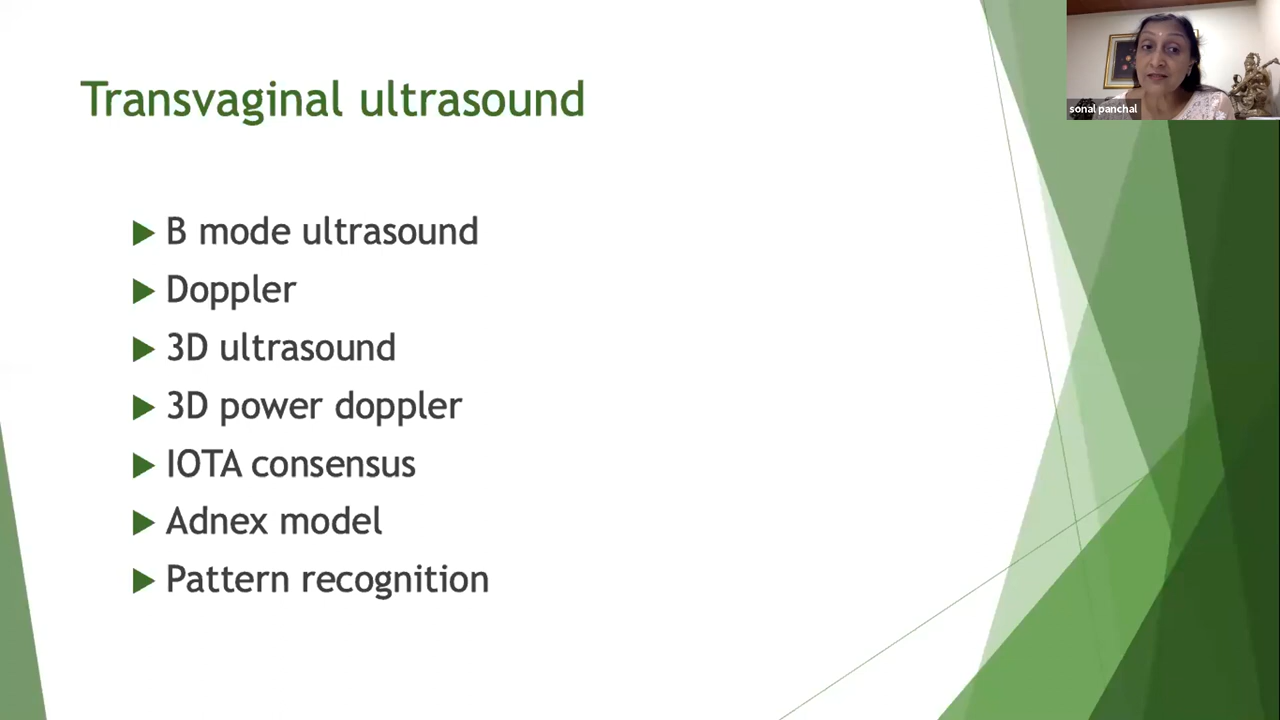 Transvaginal ultrasound
sonal panchal
B mode ultrasound
Doppler
3D ultrasound
3D power doppler
IOTA consensus
Adnex model
Pattern recognition